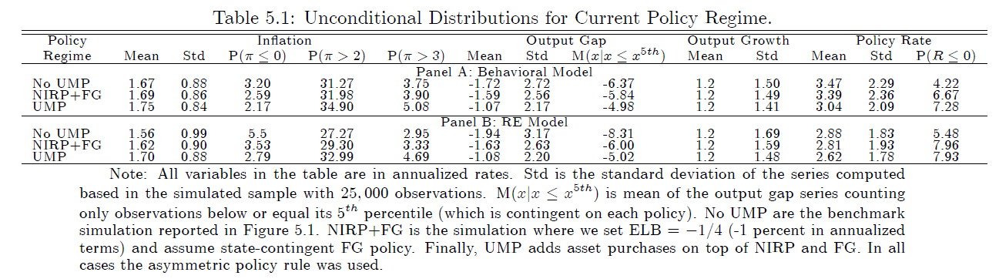 Table 5.1: Unconditional Distributions for Current Policy Regime.
Policy Inflation Output Gap Output Growth Policy Rate
Regime Mean Std P(π ≤ 0) P(π > 2) P(π > 3) Mean Std M(x|x ≤ x^{5th}) Mean Std Mean Std P(R ≤ 0)
Panel A: Behavioral Model
No UMP 1.67 0.88 3.20 31.27 3.75 -1.72 2.72 -6.37 1.2 1.50 3.47 2.29 4.22
NIRP+FG 1.69 0.86 2.59 31.98 3.90 -1.59 2.56 -5.84 1.2 1.49 3.39 2.36 6.67
UMP 1.75 0.84 2.17 34.90 5.08 -1.07 2.17 -4.98 1.2 1.41 3.04 2.09 7.28
Panel B: RE Model
No UMP 1.56 0.99 5.5 27.27 2.95 -1.94 3.17 -8.31 1.2 1.69 2.88 1.83 5.48
NIRP+FG 1.62 0.90 3.53 29.30 3.33 -1.63 2.63 -6.00 1.2 1.59 2.81 1.93 7.96
UMP 1.70 0.88 2.79 32.99 4.69 -1.08 2.20 -5.02 1.2 1.48 2.62 1.78 7.93
Note: All variables in the table are in annualized rates. Std is the standard deviation of the series computed
based in the simulated sample with 25,000 observations. M(x|x ≤ x^{5th}) is mean of the output gap series counting
only observations below or equal its 5^{th} percentile (which is contingent on each policy). No UMP are the benchmark
simulation reported in Figure 5.1. NIRP+FG is the simulation where we set ELB = −1/4 (-1 percent in annualized
terms) and assume state-contingent FG policy. Finally, UMP adds asset purchases on top of NIRP and FG. In all
cases the asymmetric policy rule was used.